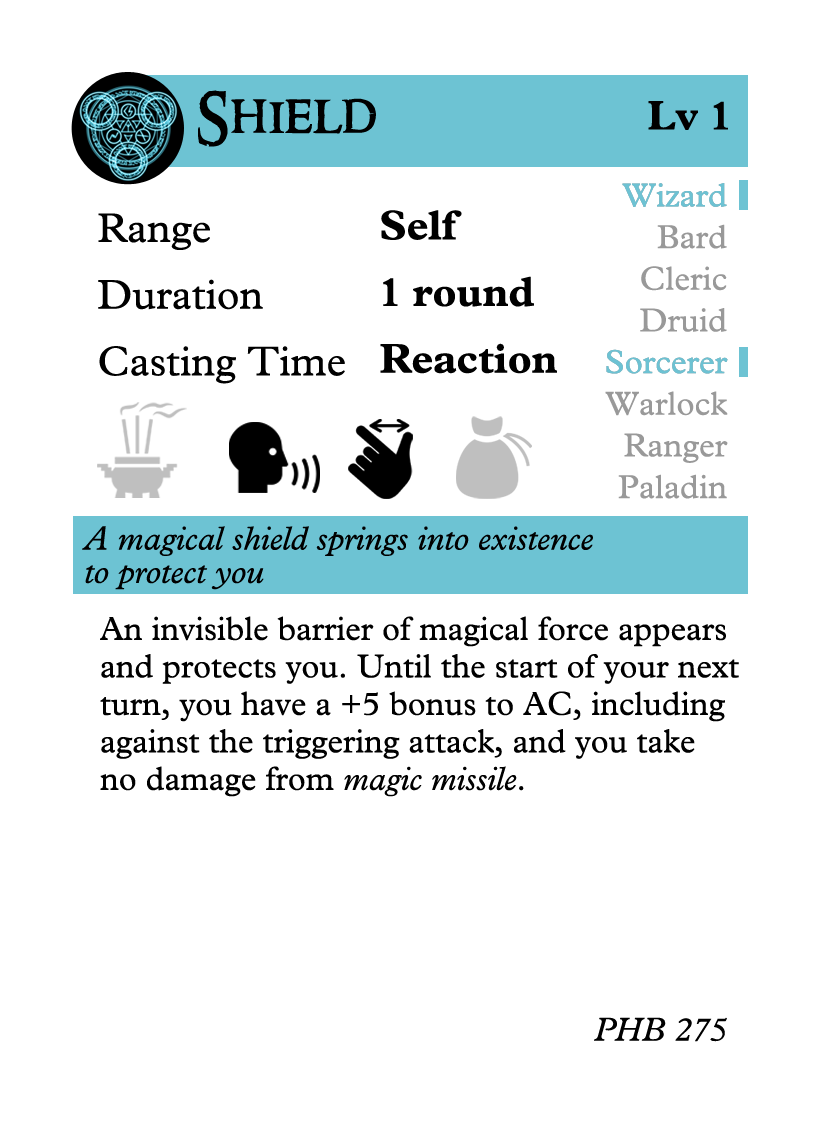 SHIELD
Lv 1
Range Self
Duration 1 round
Casting Time Reaction
Wizard
Bard
Cleric
Druid
Sorcerer
Warlock
Ranger
Paladin
A magical shield springs into existence
to protect you
An invisible barrier of magical force appears
and protects you. Until the start of your next
turn, you have a +5 bonus to AC, including
against the triggering attack, and you take
no damage from magic missile.
PHB 275